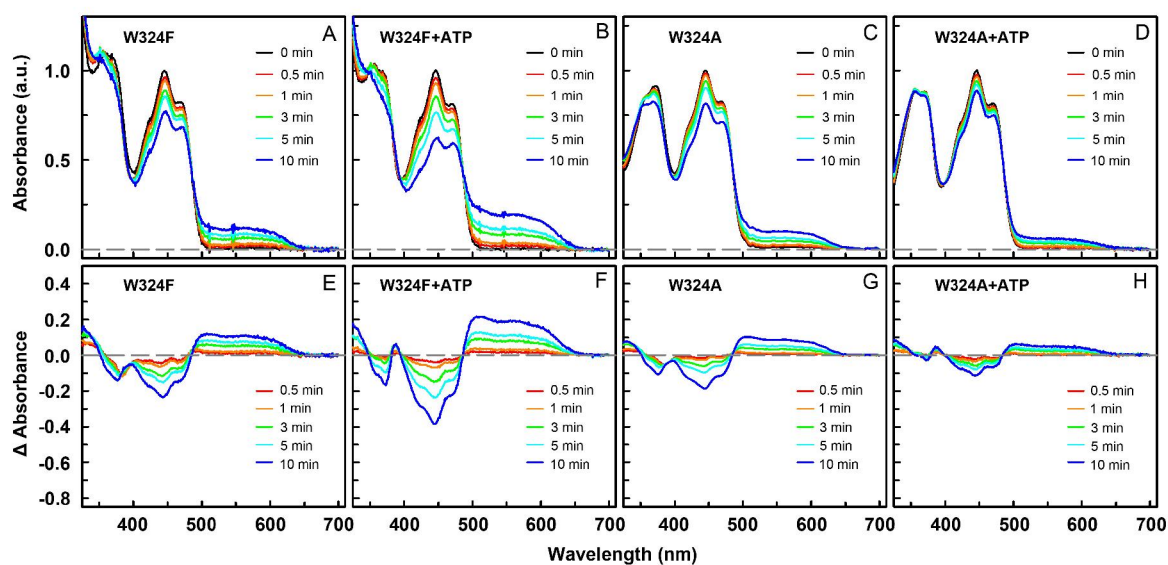 W324F A
0 min
0.5 min
1 min
3 min
5 min
10 min
W324F+ATP B
0 min
0.5 min
1 min
3 min
5 min
10 min
W324A C
0 min
0.5 min
1 min
3 min
5 min
10 min
W324A+ATP D
0 min
0.5 min
1 min
3 min
5 min
10 min
Absorbance (a.u.)
1.0
0.5
0.0
W324F E
0.5 min
1 min
3 min
5 min
10 min
W324F+ATP F
0.5 min
1 min
3 min
5 min
10 min
W324A G
0.5 min
1 min
3 min
5 min
10 min
W324A+ATP H
0.5 min
1 min
3 min
5 min
10 min
Δ Absorbance
0.4
0.2
0.0
-0.2
-0.4
-0.6
-0.8
400 500 600 700
400 500 600 700
400 500 600 700
400 500 600 700
Wavelength (nm)